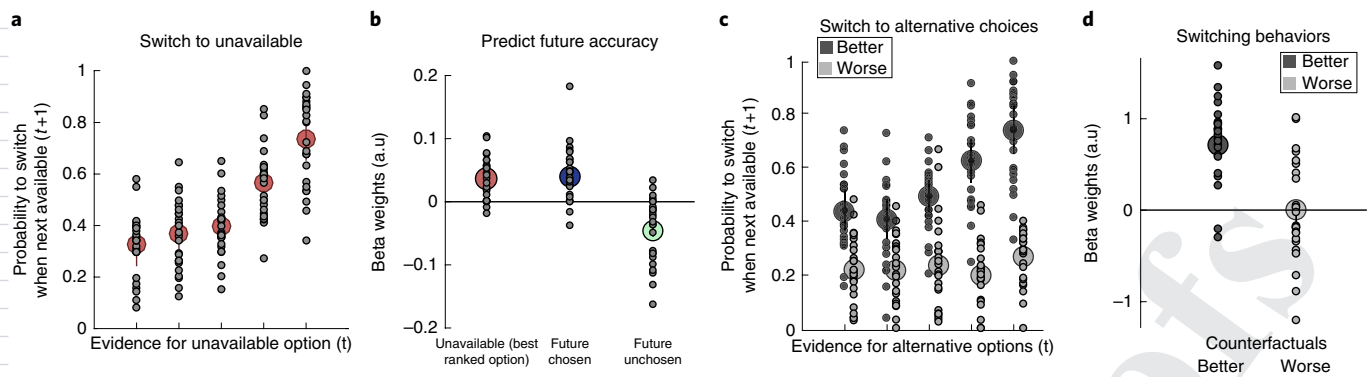 a
Switch to unavailable
Probability to switch
when next available (t+1)
1
0.8
0.6
0.4
0.2
0
Evidence for unavailable option (t)
b
Predict future accuracy
Beta weights (a.u)
0.2
0.1
0
−0.1
−0.2
Unavailable (best
ranked option)
Future
chosen
Future
unchosen
c
Switch to alternative choices
Better
Worse
Probability to switch
when next available (t+1)
1
0.8
0.6
0.4
0.2
0
Evidence for alternative options (t)
d
Switching behaviors
Better
Worse
Beta weights (a.u)
1
0
−1
Counterfactuals
Better Worse